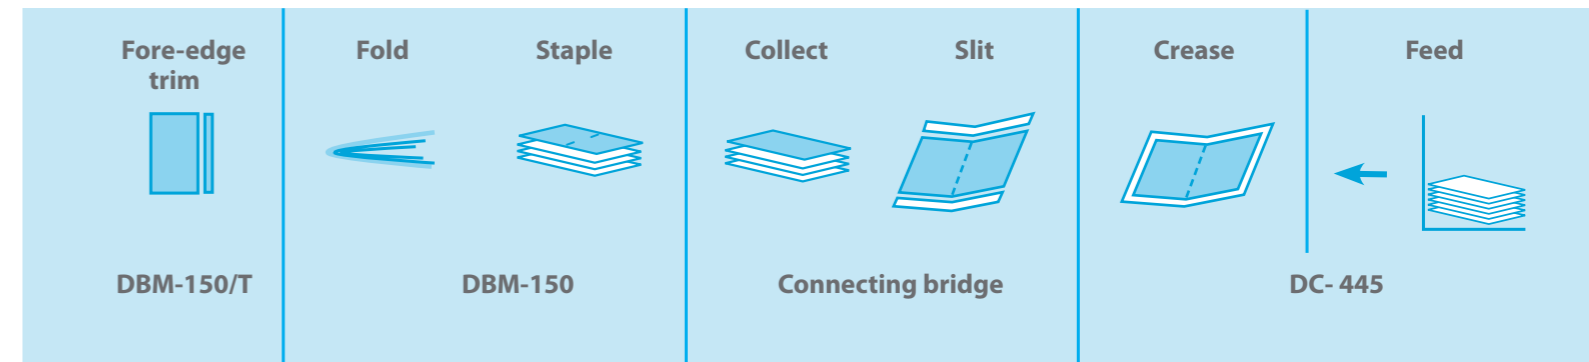 Fore-edge
trim
Fold
Staple
Collect
Slit
Crease
Feed
DBM-150/T
DBM-150
Connecting bridge
DC- 445